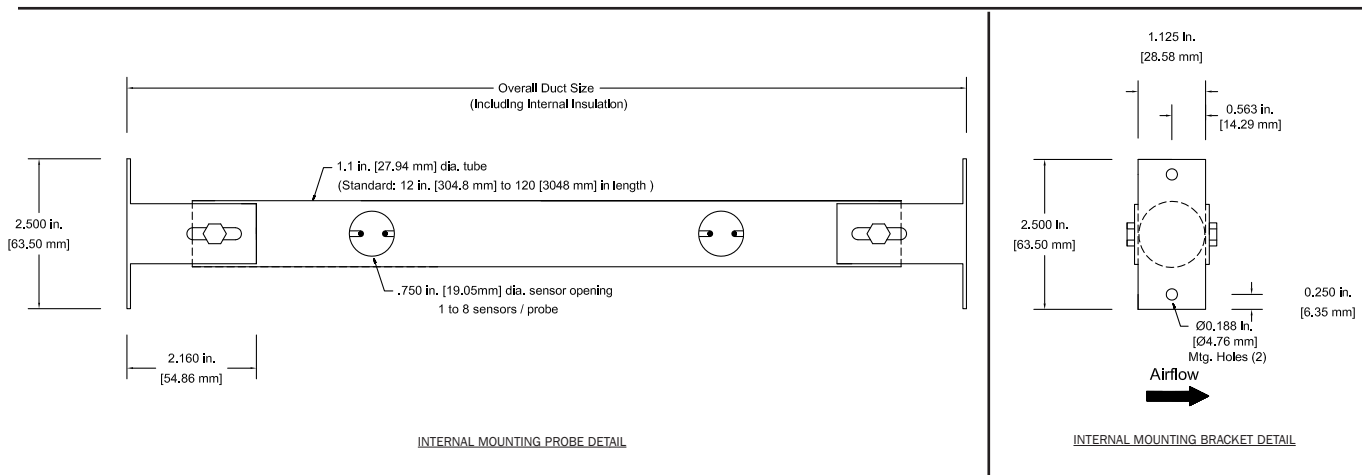 Overall Duct Size
(Including Internal Insulation)
1.1 in. [27.94 mm] dia. tube
(Standard: 12 in. [304.8 mm] to 120 [3048 mm] in length )
2.500 in.
[63.50 mm]
.750 in. [19.05mm] dia. sensor opening
1 to 8 sensors / probe
2.160 in.
[54.86 mm]
INTERNAL MOUNTING PROBE DETAIL
1.125 in.
[28.58 mm]
0.563 in.
[14.29 mm]
2.500 in.
[63.50 mm]
0.250 in.
[6.35 mm]
Ø0.188 in.
[Ø4.76 mm]
Mtg. Holes (2)
Airflow
INTERNAL MOUNTING BRACKET DETAIL